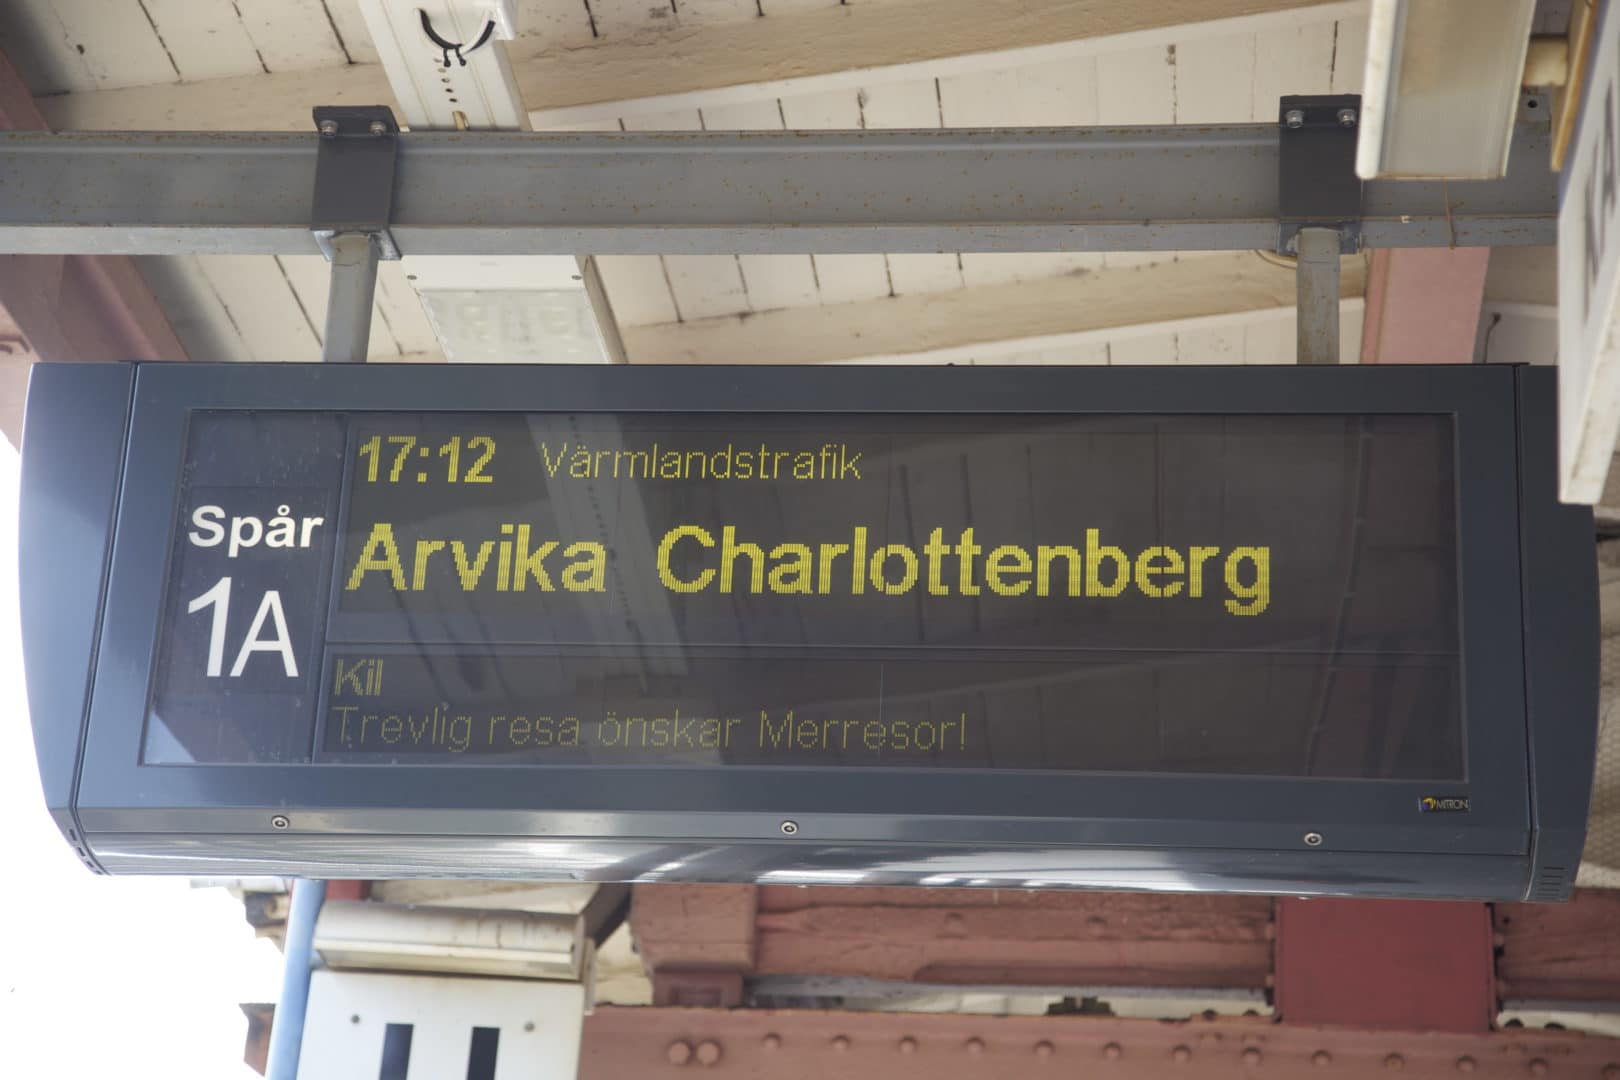 17:12 Värmlandstrafik
Spår
1A
Arvika Charlottenberg
Kil
Trevlig resa önskar Merresor!
MITRON